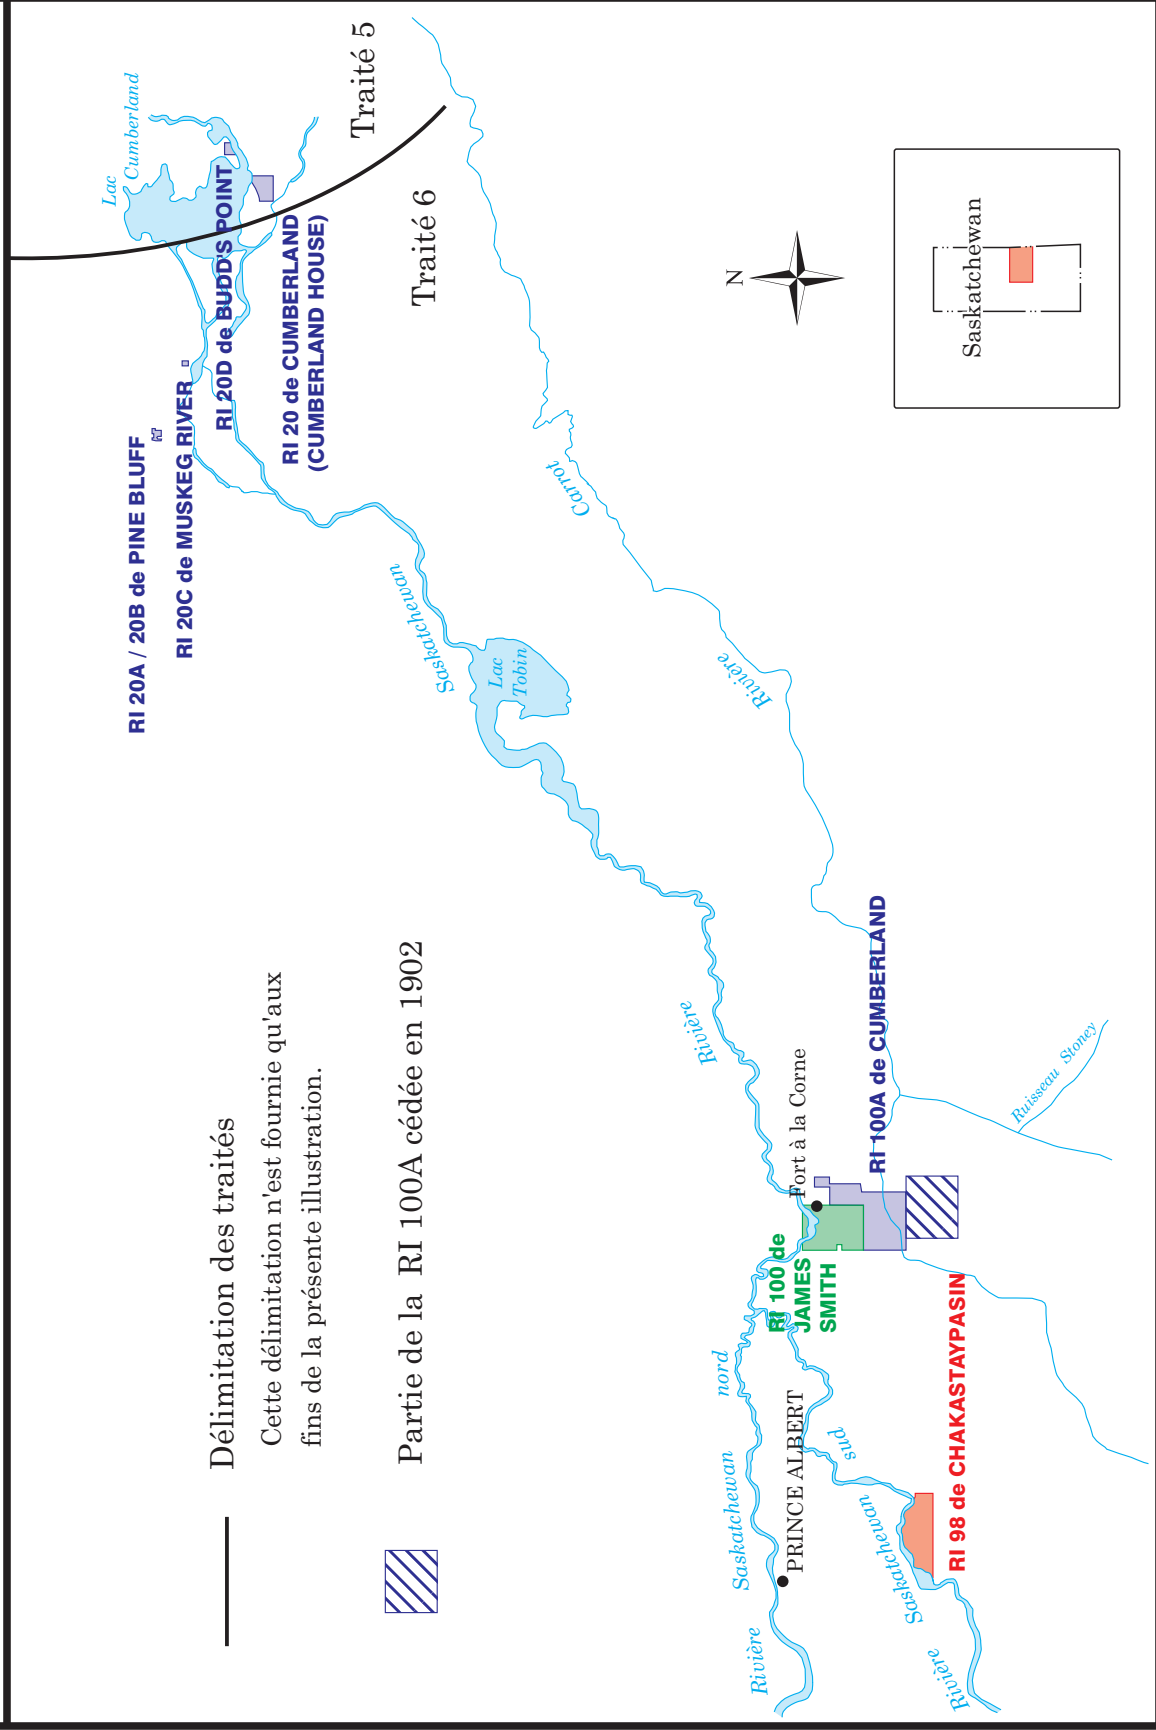 Délimitation des traités
Cette délimitation n'est fournie qu'aux
fins de la présente illustration.
Partie de la RI 100A cédée en 1902
RI 20A / 20B de PINE BLUFF
RI 20C de MUSKEG RIVER
RI 20D de BUDD'S POINT
RI 20 de CUMBERLAND
(CUMBERLAND HOUSE)
Lac
Cumberland
Traité 5
Traité 6
Saskatchewan
Lac
Tobin
Carrot
Rivière
Rivière
N
Saskatchewan
Fort à la Corne
RI 100A de CUMBERLAND
Ruisseau Stoney
RI 100 de
JAMES
SMITH
Rivière
Saskatchewan
nord
PRINCE ALBERT
Rivière
Saskatchewan
sud
RI 98 de CHAKASTAYPASIN